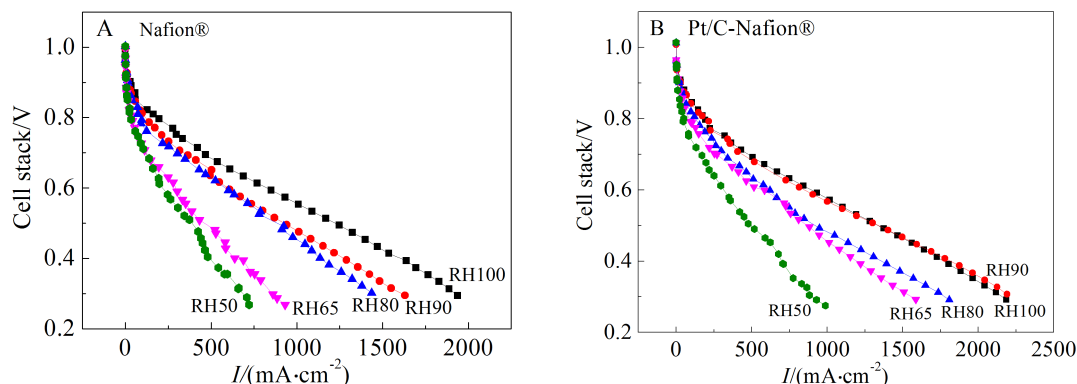 A Nafion®
Cell stack/V
1.0
0.8
0.6
0.4
0.2
RH100
RH90
RH80
RH65
RH50
0 500 1000 1500 2000
I/(mA·cm⁻²)
B Pt/C-Nafion®
Cell stack/V
1.0
0.8
0.6
0.4
0.2
RH90
RH100
RH80
RH65
RH50
0 500 1000 1500 2000 2500
I/(mA·cm⁻²)